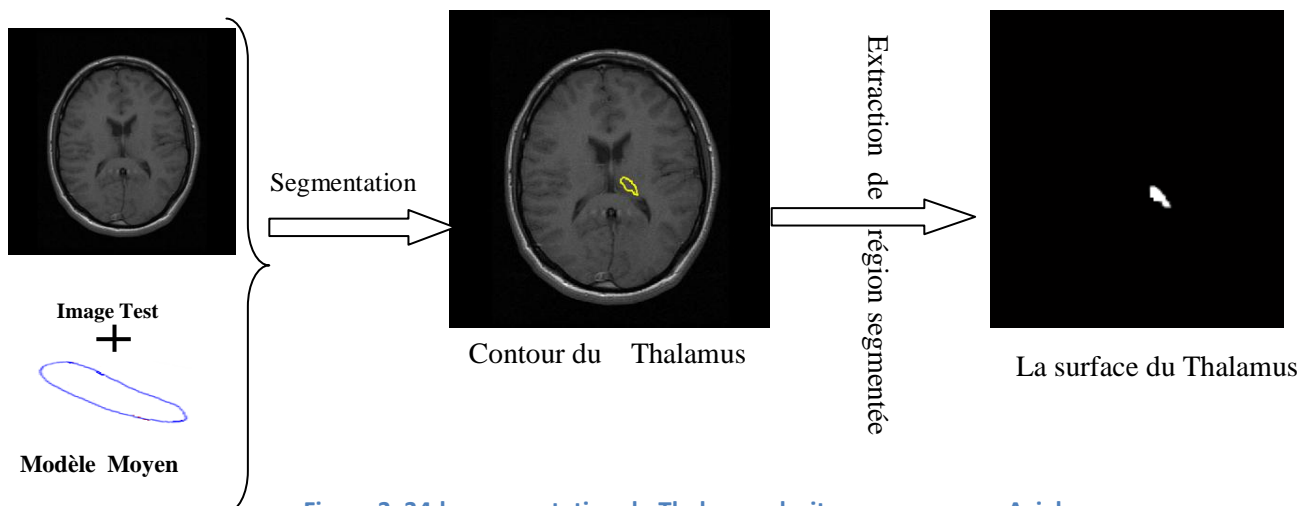 Image Test
+
Modèle Moyen
Segmentation
Contour du Thalamus
Extraction de région segmentée
La surface du Thalamus